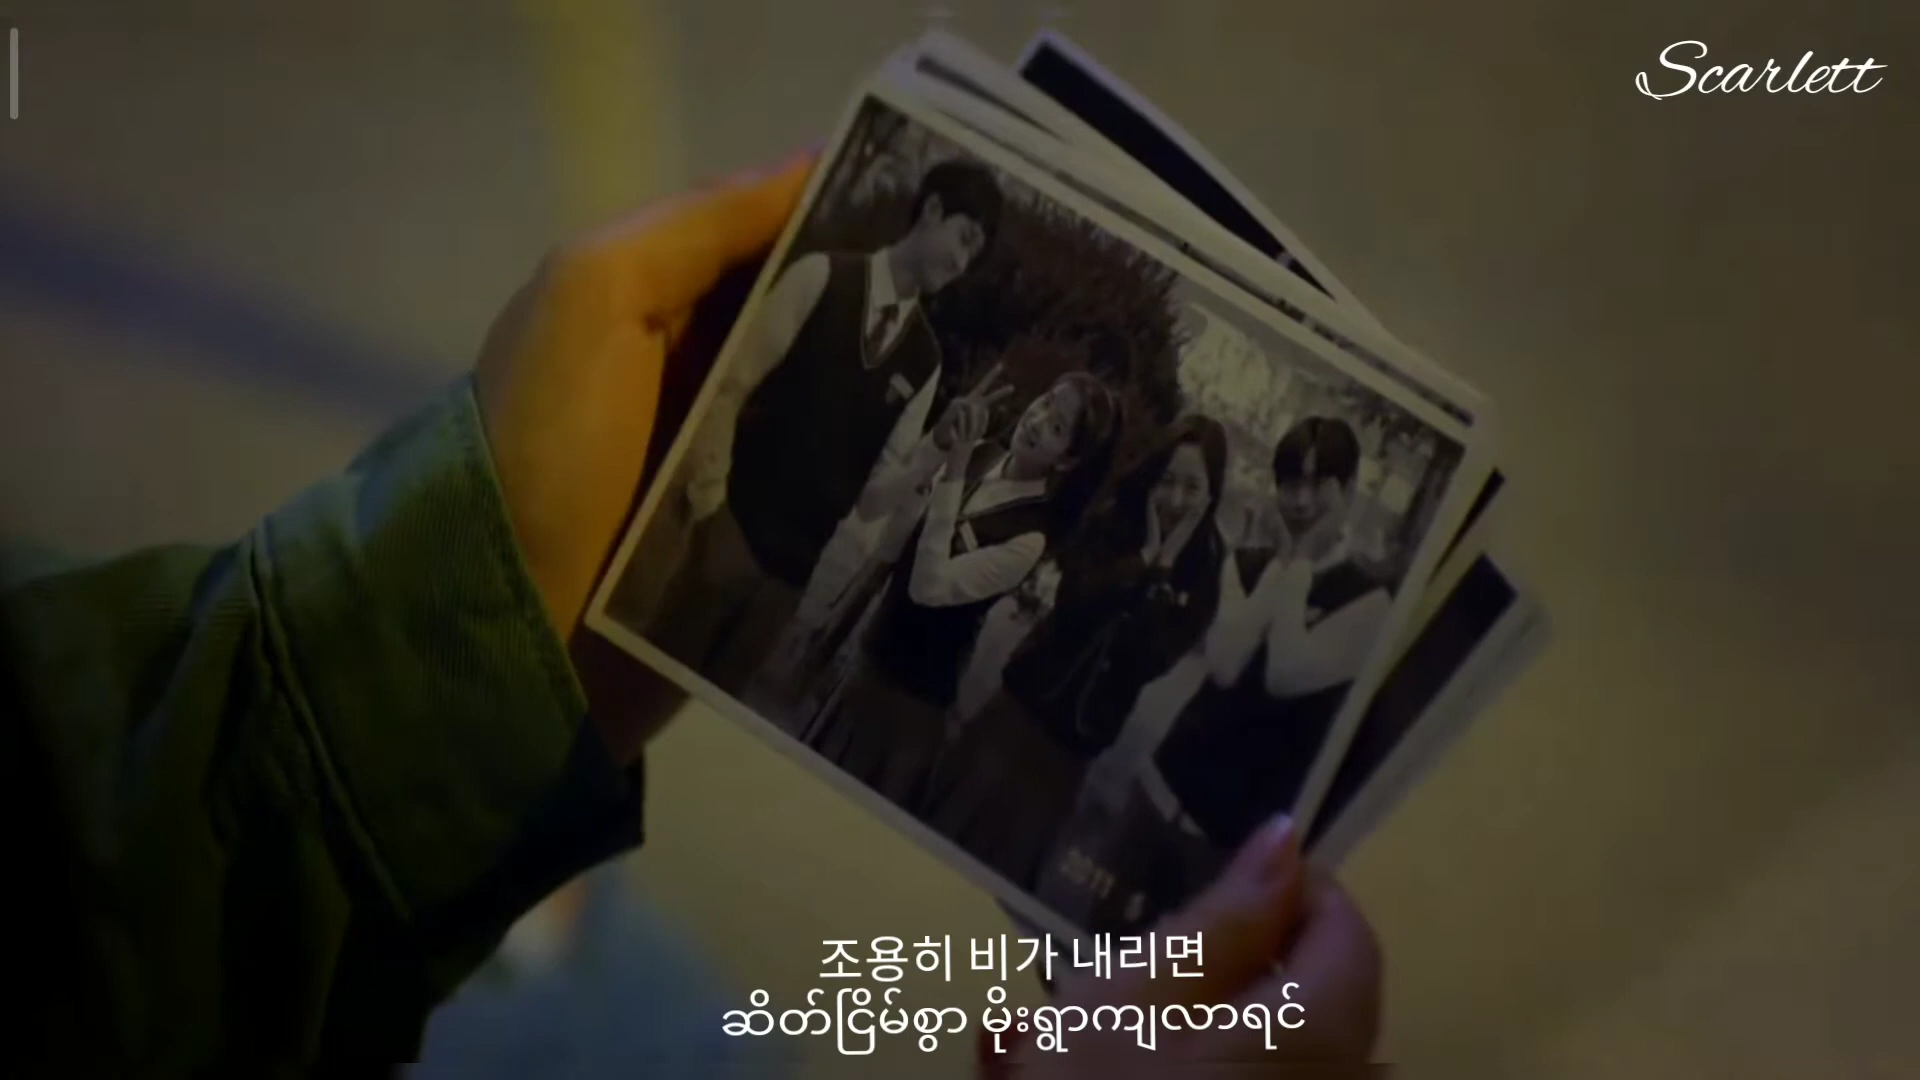 Scarlett
조용히 비가 내리면
ဆိတ်ငြိမ်စွာ မိုးရွာကျလာရင်